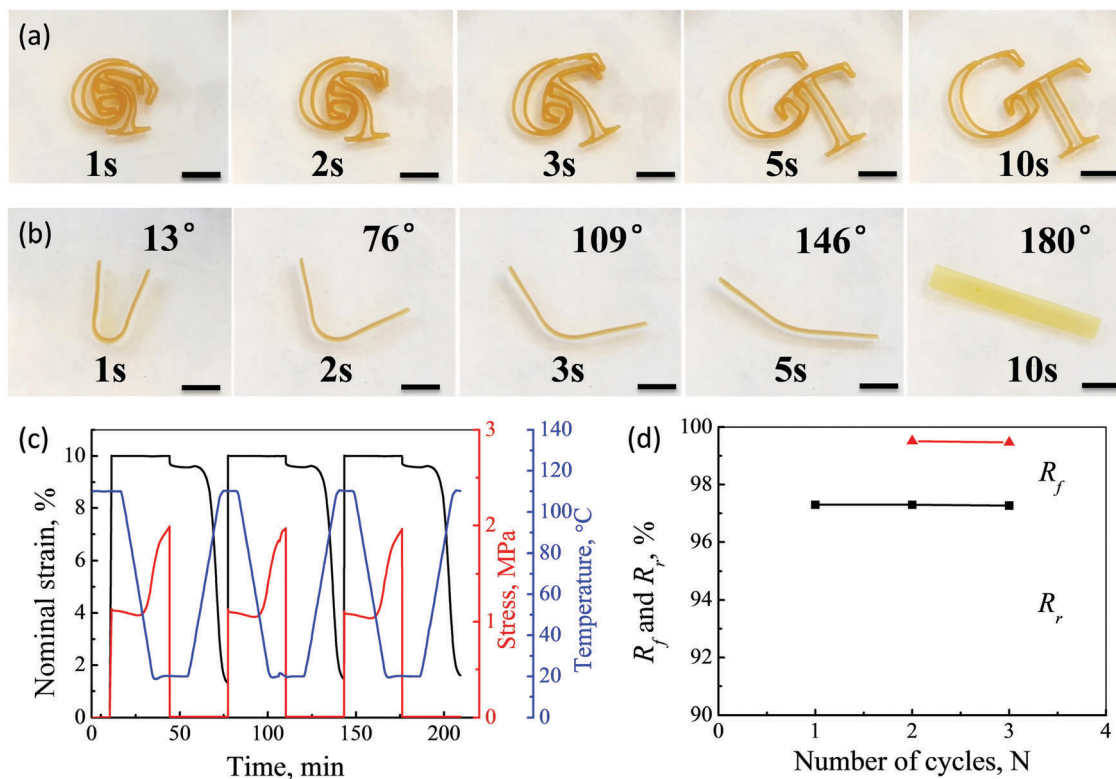 (a)
1s
2s
3s
5s
10s
(b)
13°
76°
109°
146°
180°
1s
2s
3s
5s
10s
(c)
Nominal strain, %
10
8
6
4
2
0
0
50
100
150
200
Time, min
3
2
1
0
Stress, MPa
140
120
100
80
60
40
20
0
Temperature, °C
(d)
R_f and R_r, %
100
98
96
94
92
90
0
1
2
3
4
Number of cycles, N
R_f
R_r